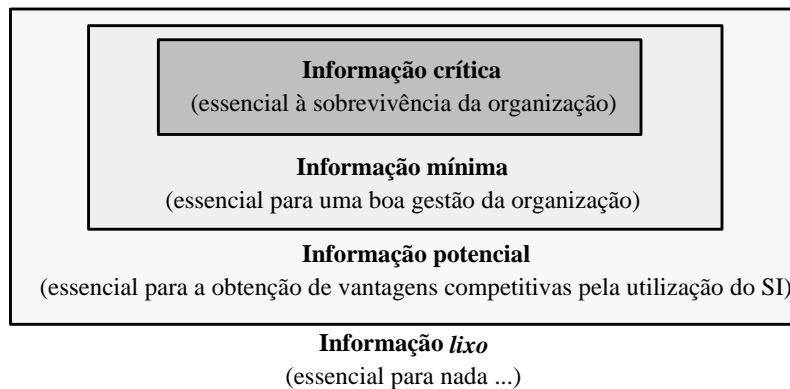 Informação crítica
(essencial à sobrevivência da organização)
Informação mínima
(essencial para uma boa gestão da organização)
Informação potencial
(essencial para a obtenção de vantagens competitivas pela utilização do SI)
Informação lixo
(essencial para nada ...)